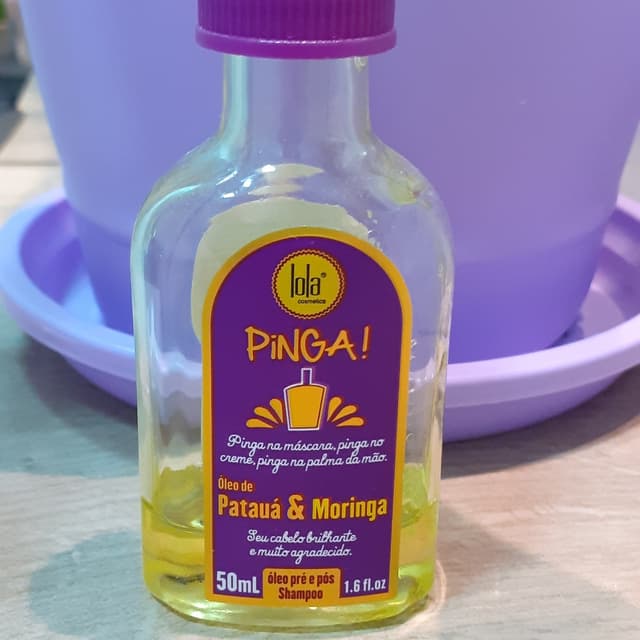 lola®
cosmetics
PiNGA!
Pinga na máscara, pinga no
creme, pinga na palma da mão.
Óleo de
Patauá & Moringa
Seu cabelo brilhante
e muito agradecido.
50mL
óleo pré e pós
Shampoo
1.6 fl.oz